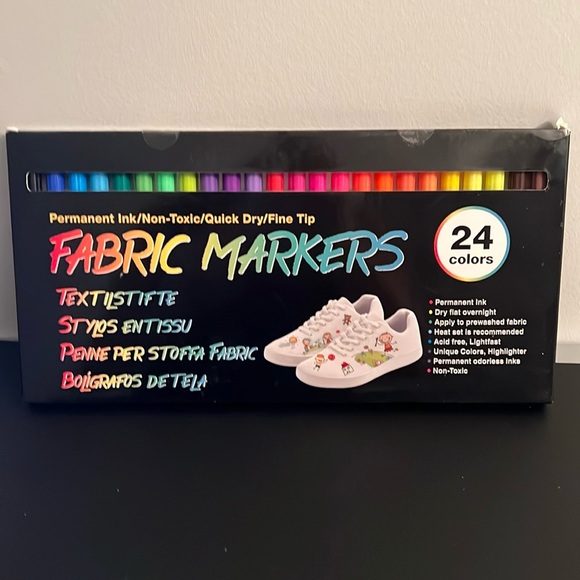 Permanent Ink/Non-Toxic/Quick Dry/Fine Tip
FABRIC MARKERS
TEXTILSTIFTE
STYLOS ENTISSU
PENNE PER STOFFA FABRIC
BOLÍGRAFOS DE TELA
24
colors
Permanent Ink
Dry flat overnight
Apply to prewashed fabric
Heat set is recommended
Acid free, Lightfast
Unique Colors, Highlighter
Permanent odorless inks
Non-Toxic